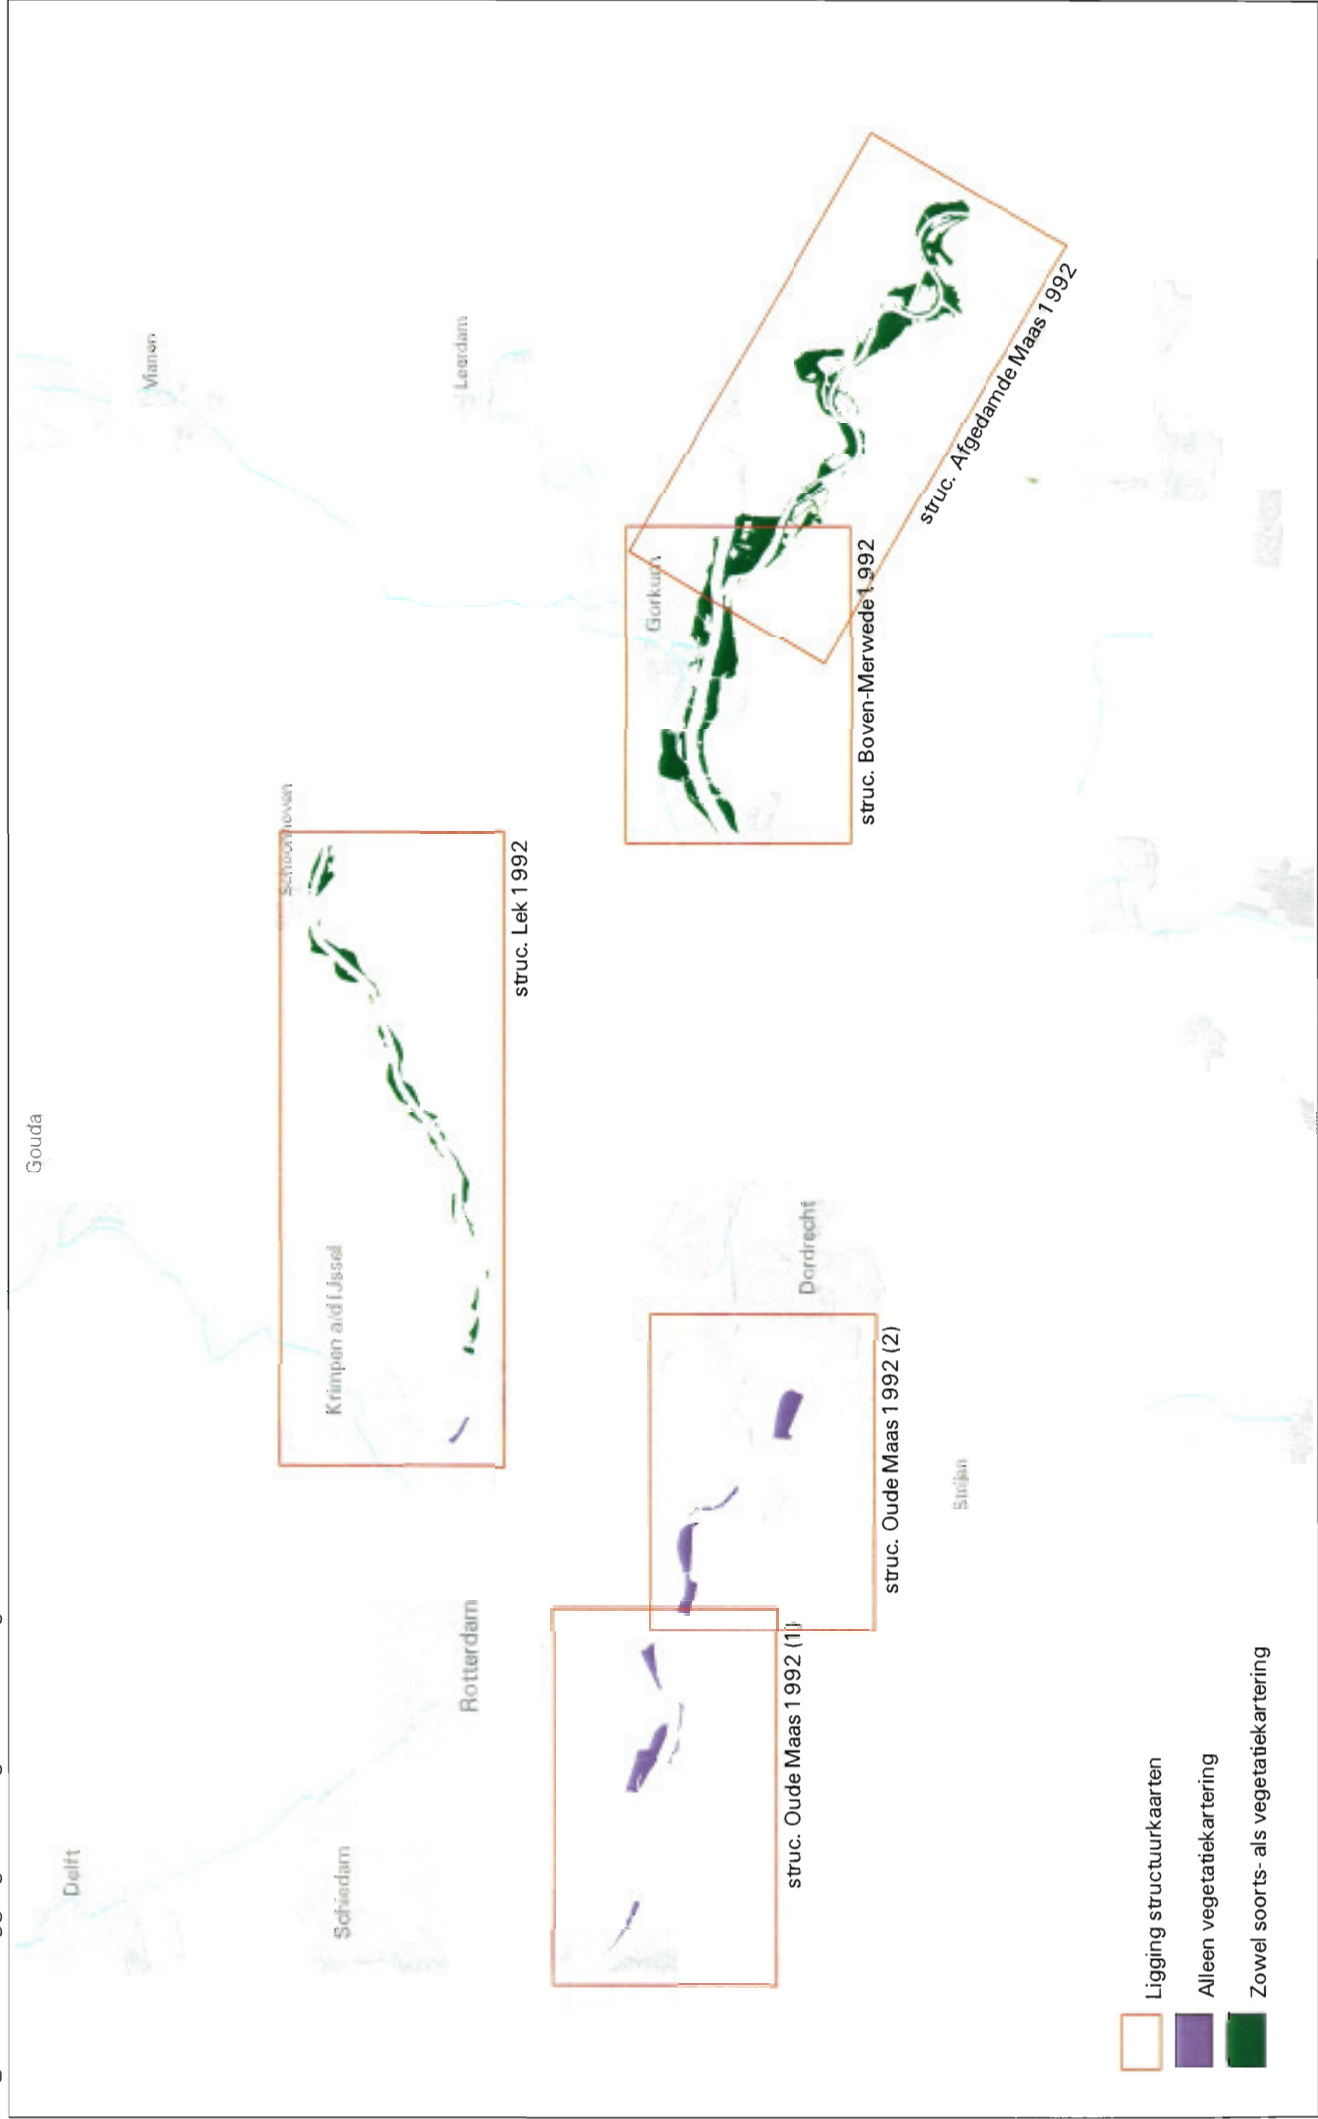 Gouda
Vianen
Delft
Schoonhoven
Krimpen a/d IJssel
Schiedam
Leerdam
Rotterdam
struc. Lek 1992
Gorkum
struc. Oude Maas 1992 (1)
Dordrecht
struc. Boven-Merwede 1992
struc. Oude Maas 1992 (2)
Strijen
struc. Afgedamde Maas 1992
Ligging structuurkaarten
Alleen vegetatiekartering
Zowel soorts- als vegetatiekartering